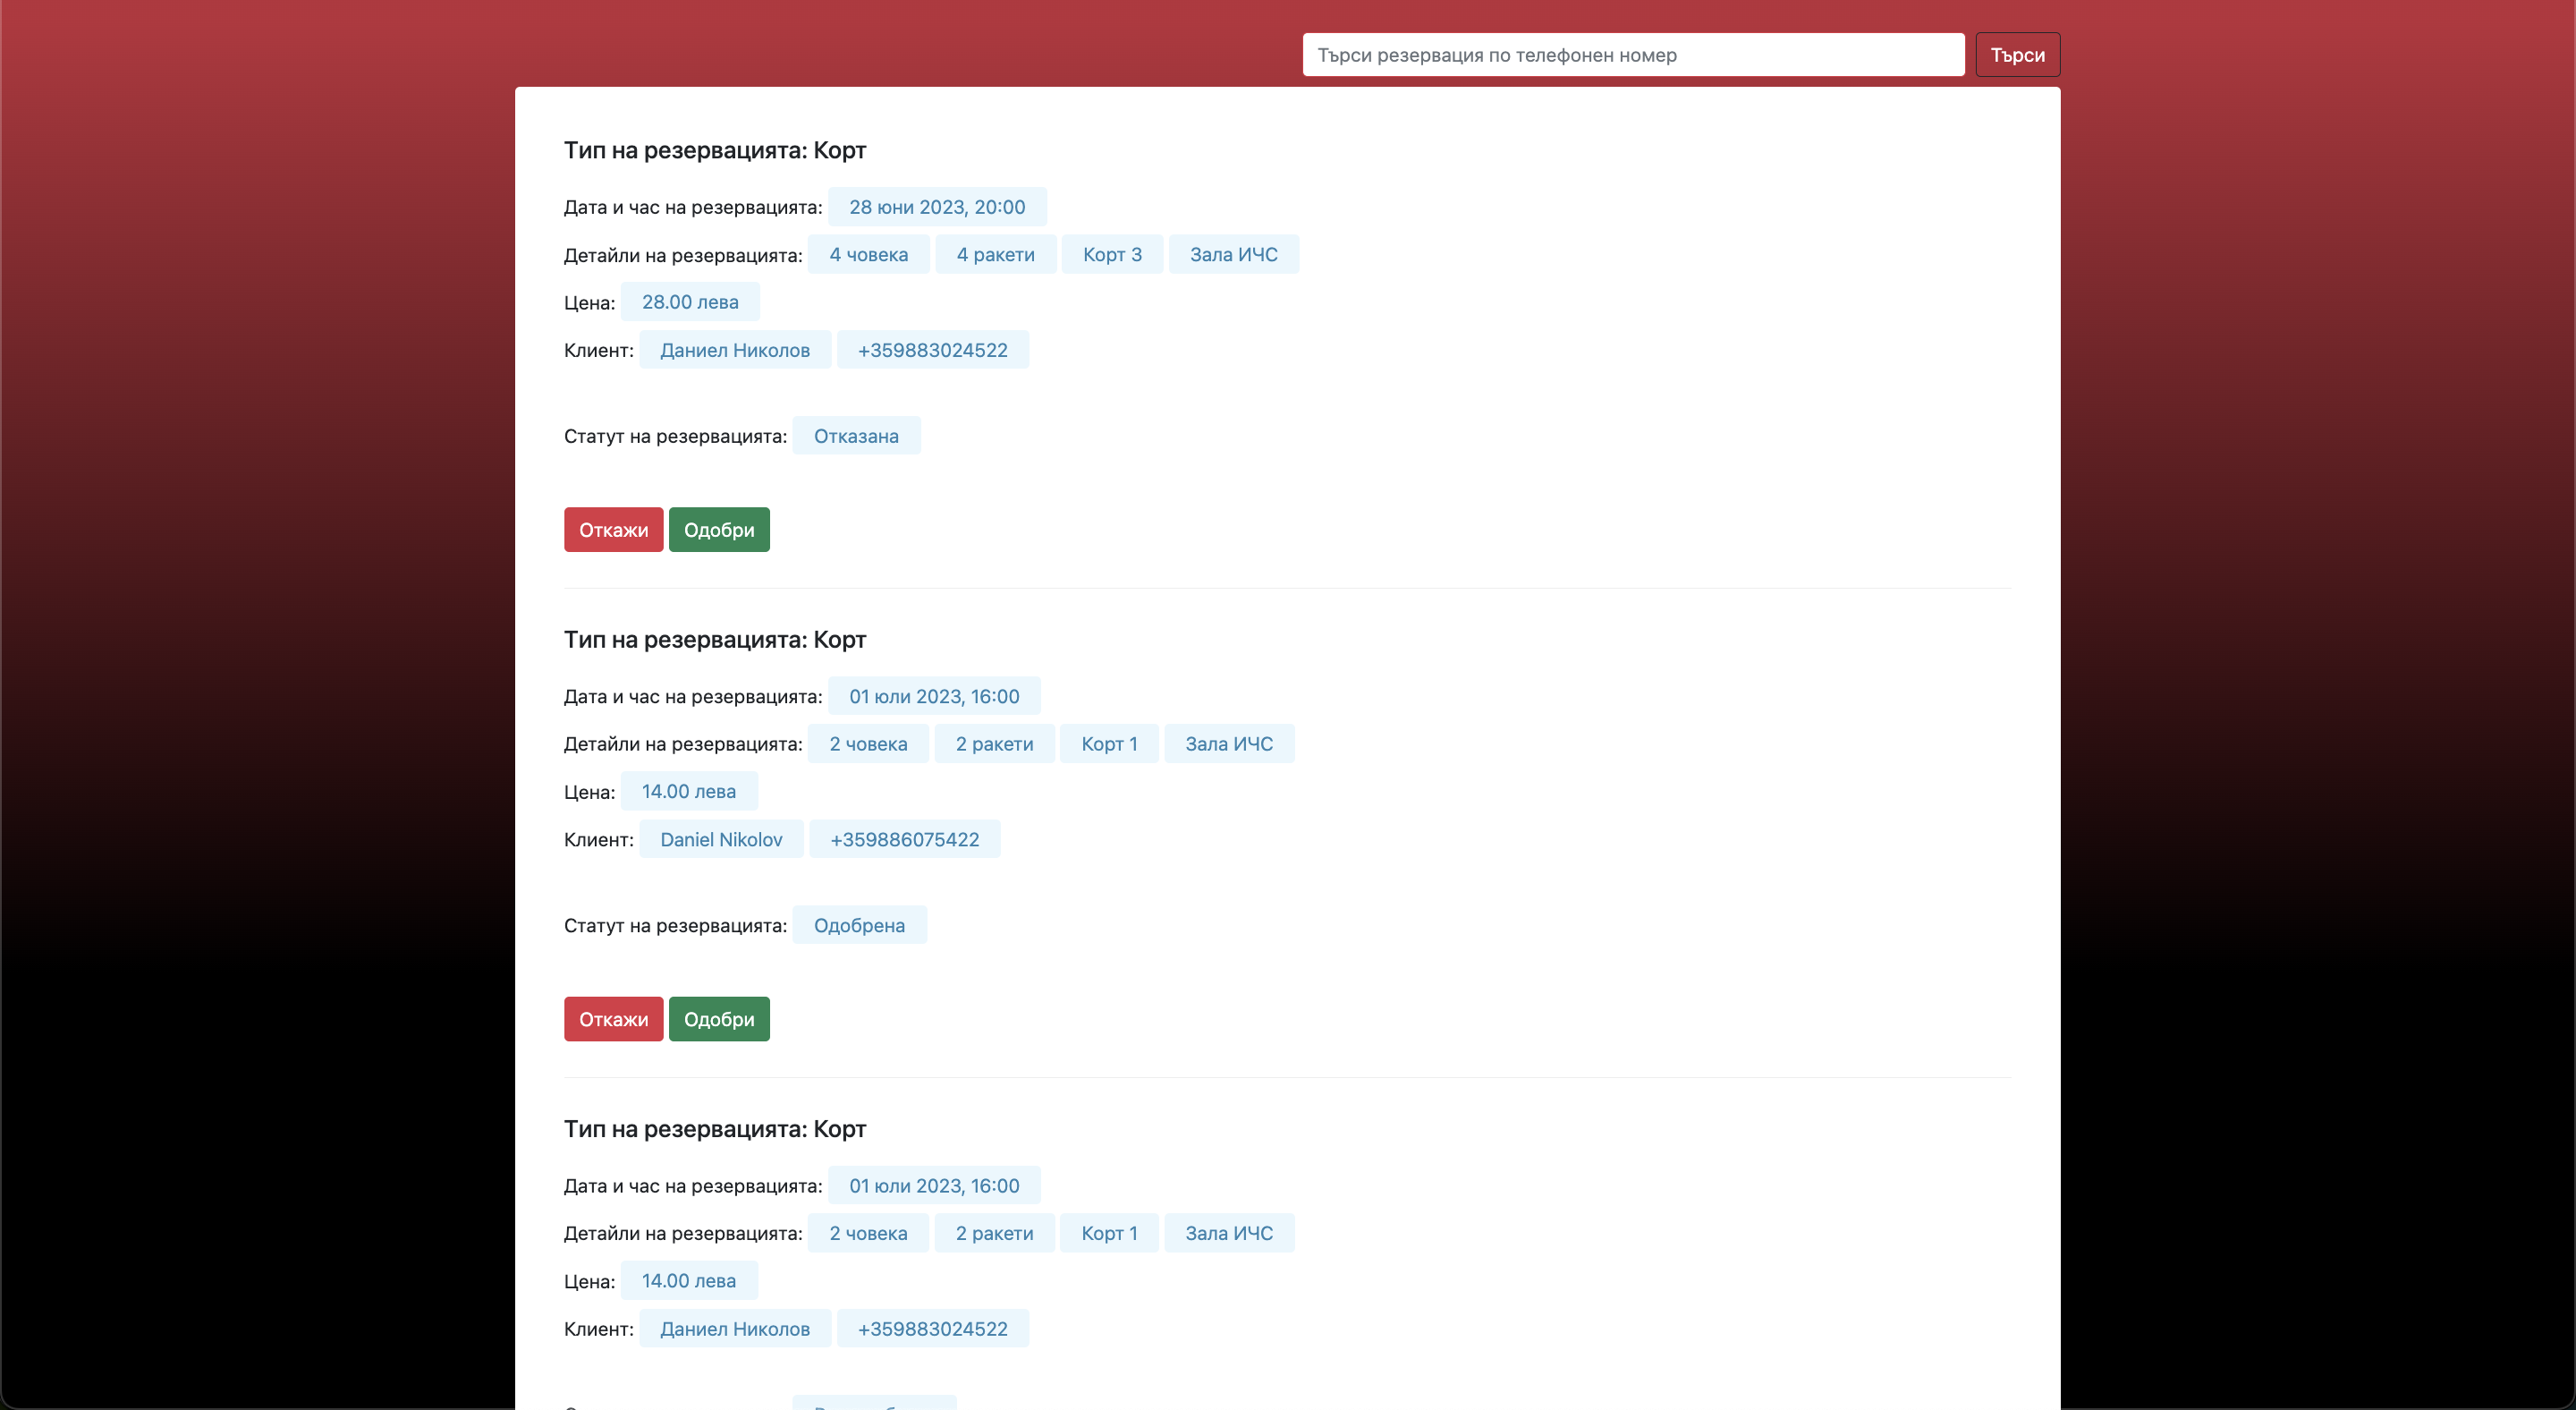 Търси резервация по телефонен номер Търси
Тип на резервацията: Корт
Дата и час на резервацията: 28 юни 2023, 20:00
Детайли на резервацията: 4 човека 4 ракети Корт 3 Зала ИЧС
Цена: 28.00 лева
Клиент: Даниел Николов +359883024522
Статут на резервацията: Отказана
Откажи Одобри
Тип на резервацията: Корт
Дата и час на резервацията: 01 юли 2023, 16:00
Детайли на резервацията: 2 човека 2 ракети Корт 1 Зала ИЧС
Цена: 14.00 лева
Клиент: Daniel Nikolov +359886075422
Статут на резервацията: Одобрена
Откажи Одобри
Тип на резервацията: Корт
Дата и час на резервацията: 01 юли 2023, 16:00
Детайли на резервацията: 2 човека 2 ракети Корт 1 Зала ИЧС
Цена: 14.00 лева
Клиент: Даниел Николов +359883024522